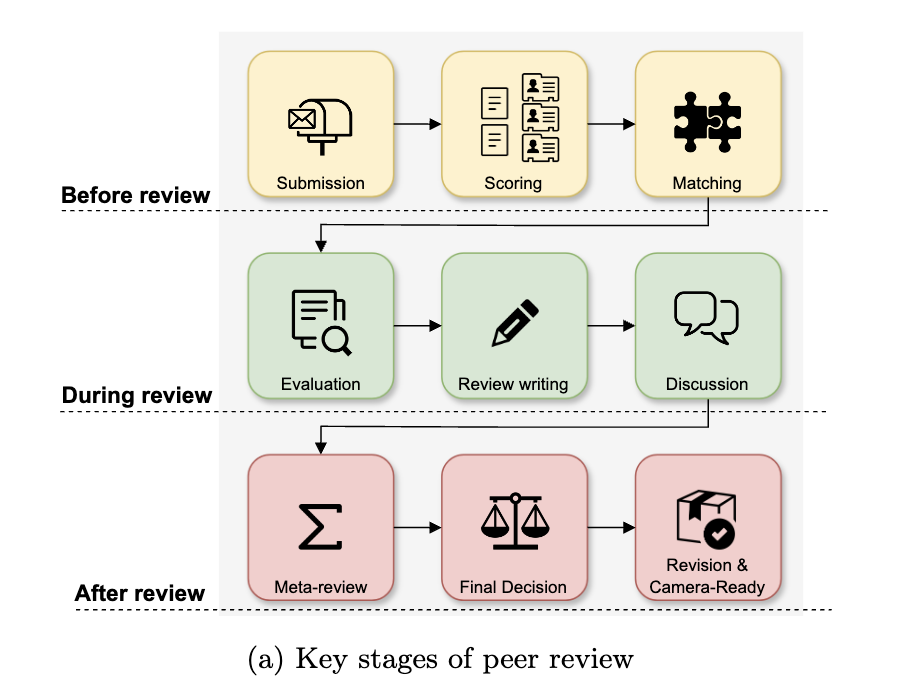 Submission
Scoring
Matching
Before review
Evaluation
Review writing
Discussion
During review
Meta-review
Final Decision
Revision &
Camera-Ready
After review
(a) Key stages of peer review